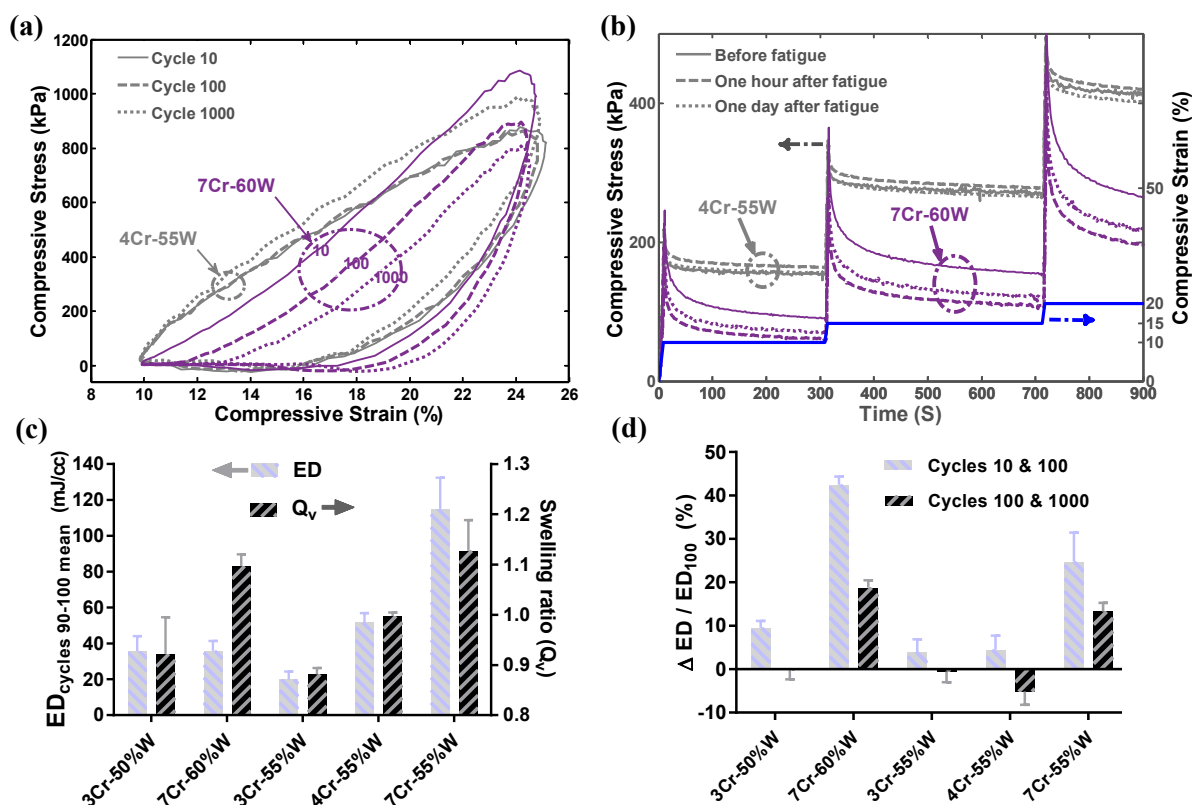 (a)
1200
1000
800
600
400
200
0
Compressive Stress (kPa)
Cycle 10
Cycle 100
Cycle 1000
7Cr-60W
4Cr-55W
10
100
1000
8 10 12 14 16 18 20 22 24 26
Compressive Strain (%)
(b)
400
200
0
Compressive Stress (kPa)
Before fatigue
One hour after fatigue
One day after fatigue
4Cr-55W
7Cr-60W
50
20
15
10
0
Compressive Strain (%)
0 100 200 300 400 500 600 700 800 900
Time (S)
(c)
140
120
100
80
60
40
20
0
ED cycles 90-100 mean (mJ/cc)
ED
Qv
1.3
1.2
1.1
1.0
0.9
0.8
Swelling ratio (Qv)
3Cr-50%W
7Cr-60%W
3Cr-55%W
4Cr-55%W
7Cr-55%W
(d)
50
40
30
20
10
0
-10
Δ ED / ED100 (%)
Cycles 10 & 100
Cycles 100 & 1000
3Cr-50%W
7Cr-60%W
3Cr-55%W
4Cr-55%W
7Cr-55%W